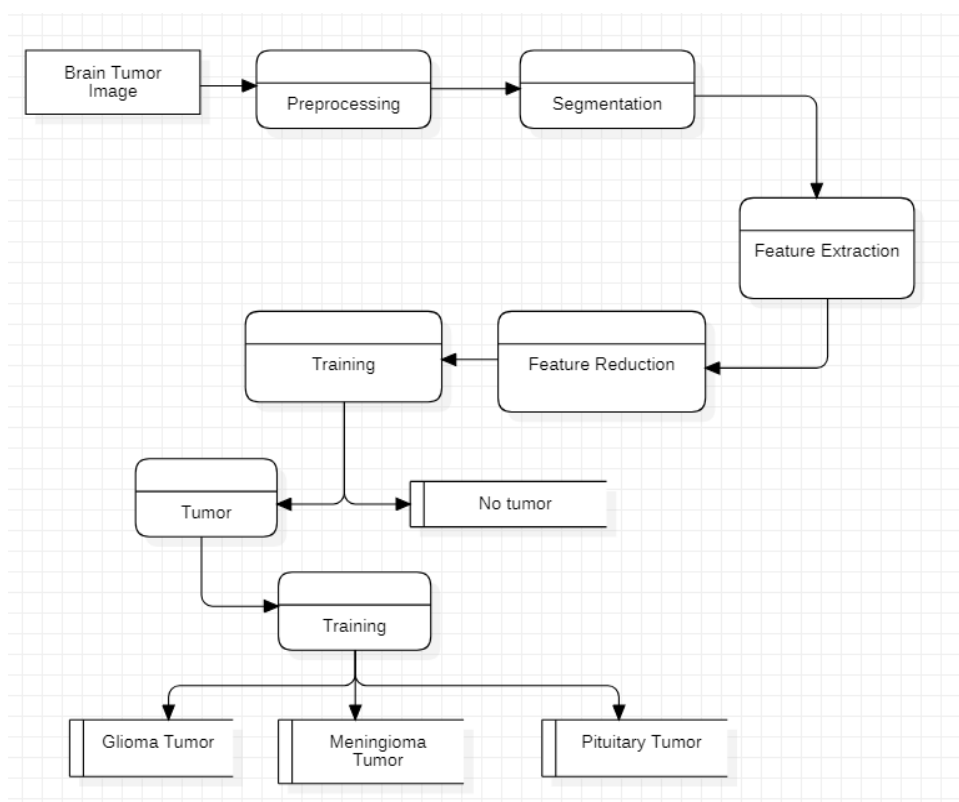 Brain Tumor
Image
Preprocessing
Segmentation
Feature Extraction
Training
Feature Reduction
Tumor
No tumor
Training
Glioma Tumor
Meningioma
Tumor
Pituitary Tumor